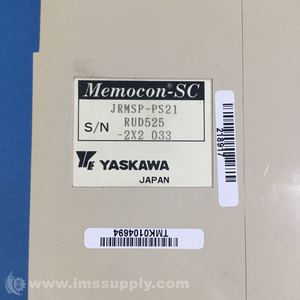 Memocon-SC
JRMSP-PS21
S/N RUD525
-2X2 033
YASKAWA
JAPAN
218917
TMK0104694
© www.imssupply.com